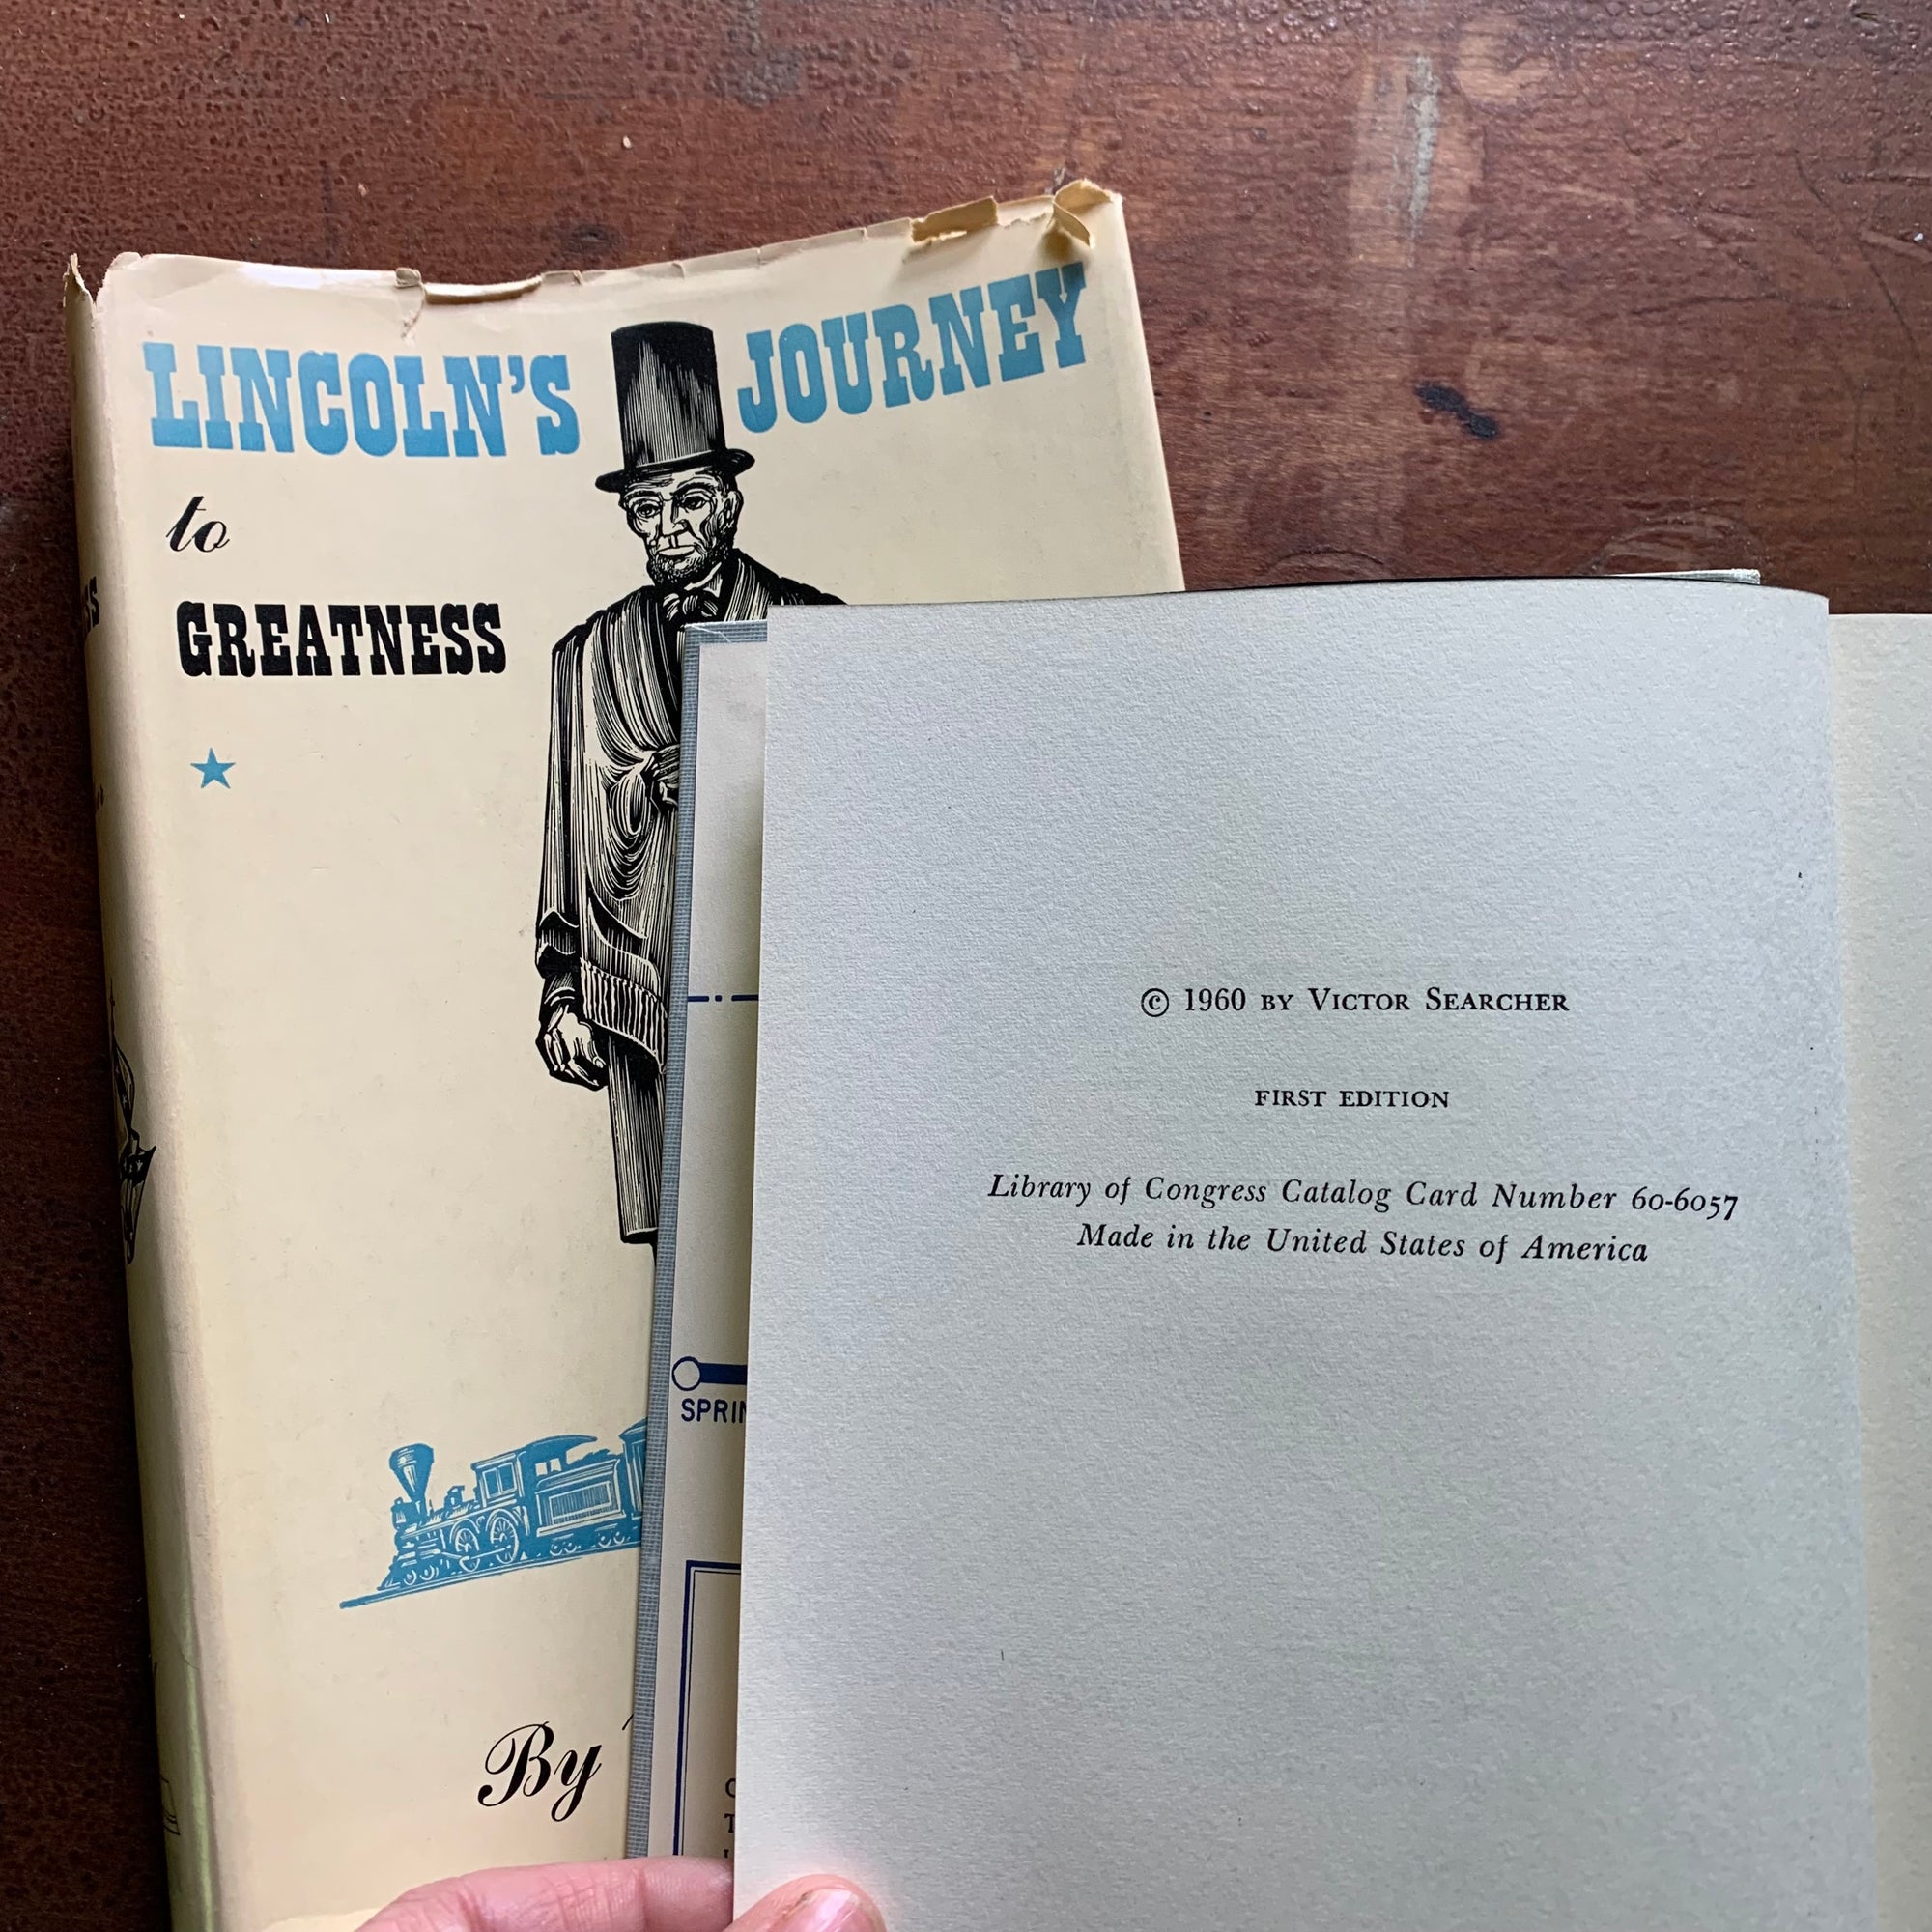 LINCOLN'S JOURNEY
to
GREATNESS
By
SPRIN
© 1960 BY VICTOR SEARCHER
FIRST EDITION
Library of Congress Catalog Card Number 60-6057
Made in the United States of America